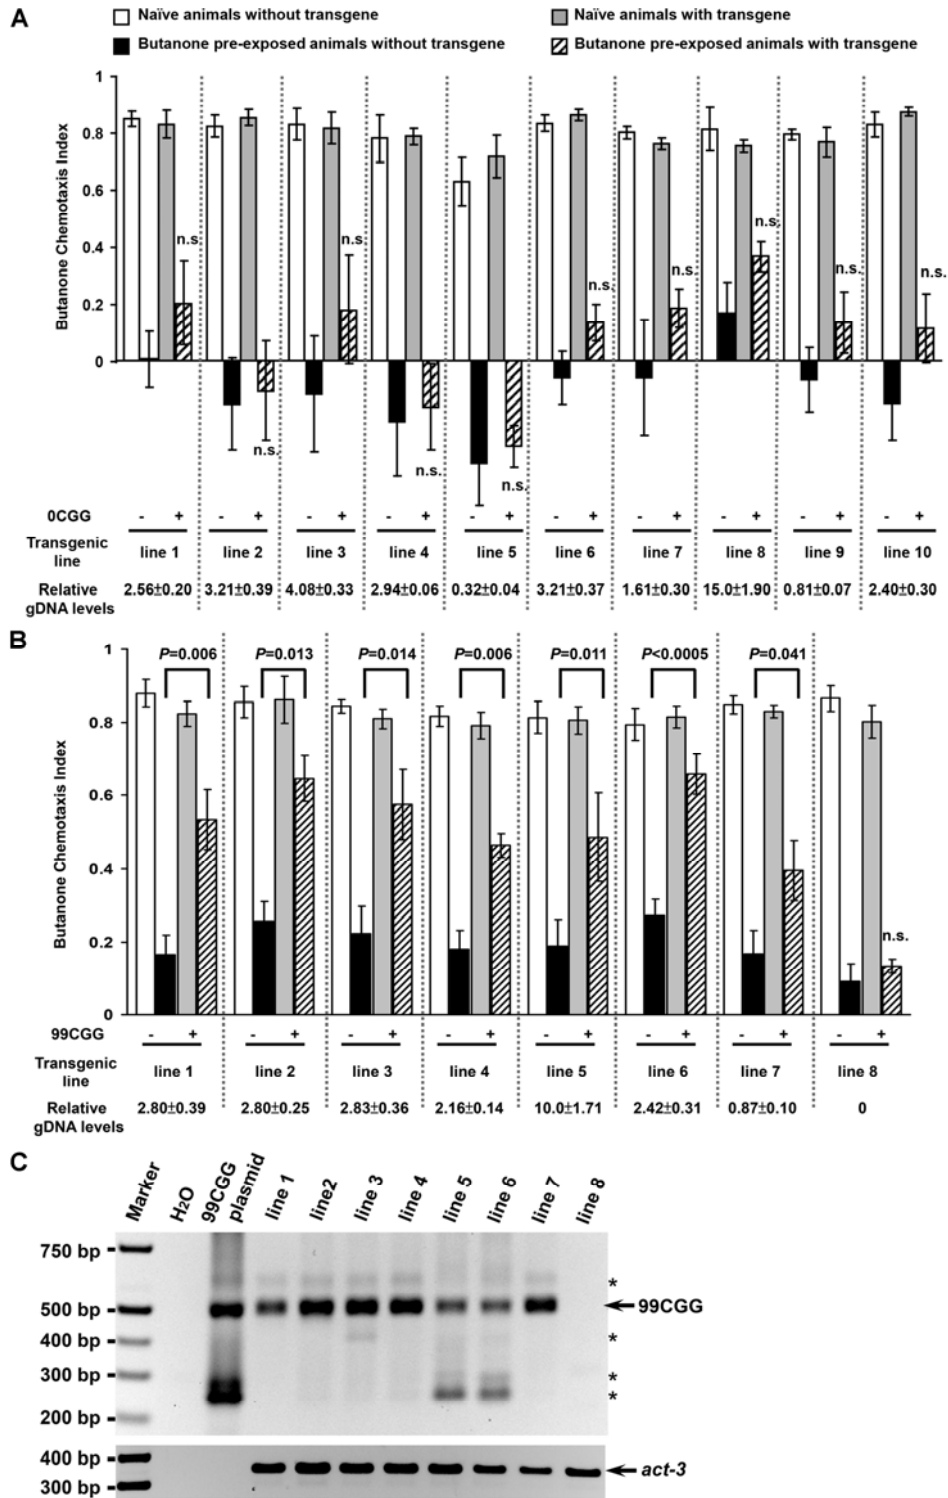 A
Naïve animals without transgene
Naïve animals with transgene
Butanone pre-exposed animals without transgene
Butanone pre-exposed animals with transgene
Butanone Chemotaxis Index
1
0.8
0.6
0.4
0.2
0
n.s
n.s.
n.s
n.s.
n.s.
n.s.
n.s.
n.s.
n.s.
n.s.
0CGG - + - + - + - + - + - + - + - + - + - +
Transgenic line
line 1 line 2 line 3 line 4 line 5 line 6 line 7 line 8 line 9 line 10
Relative gDNA levels
2.56±0.20 3.21±0.39 4.08±0.33 2.94±0.06 0.32±0.04 3.21±0.37 1.61±0.30 15.0±1.90 0.81±0.07 2.40±0.30
B
Butanone Chemotaxis Index
1
0.8
0.6
0.4
0.2
0
P=0.006 P=0.013 P=0.014 P=0.006 P=0.011 P<0.0005 P=0.041
n.s.
99CGG - + - + - + - + - + - + - + - +
Transgenic line
line 1 line 2 line 3 line 4 line 5 line 6 line 7 line 8
Relative gDNA levels
2.80±0.39 2.80±0.25 2.83±0.36 2.16±0.14 10.0±1.71 2.42±0.31 0.87±0.10 0
C
Marker H2O 99CGG plasmid line 1 line2 line 3 line 4 line 5 line 6 line 7 line 8
750 bp
*
500 bp
99CGG
400 bp
*
300 bp
*
*
200 bp
400 bp
act-3
300 bp